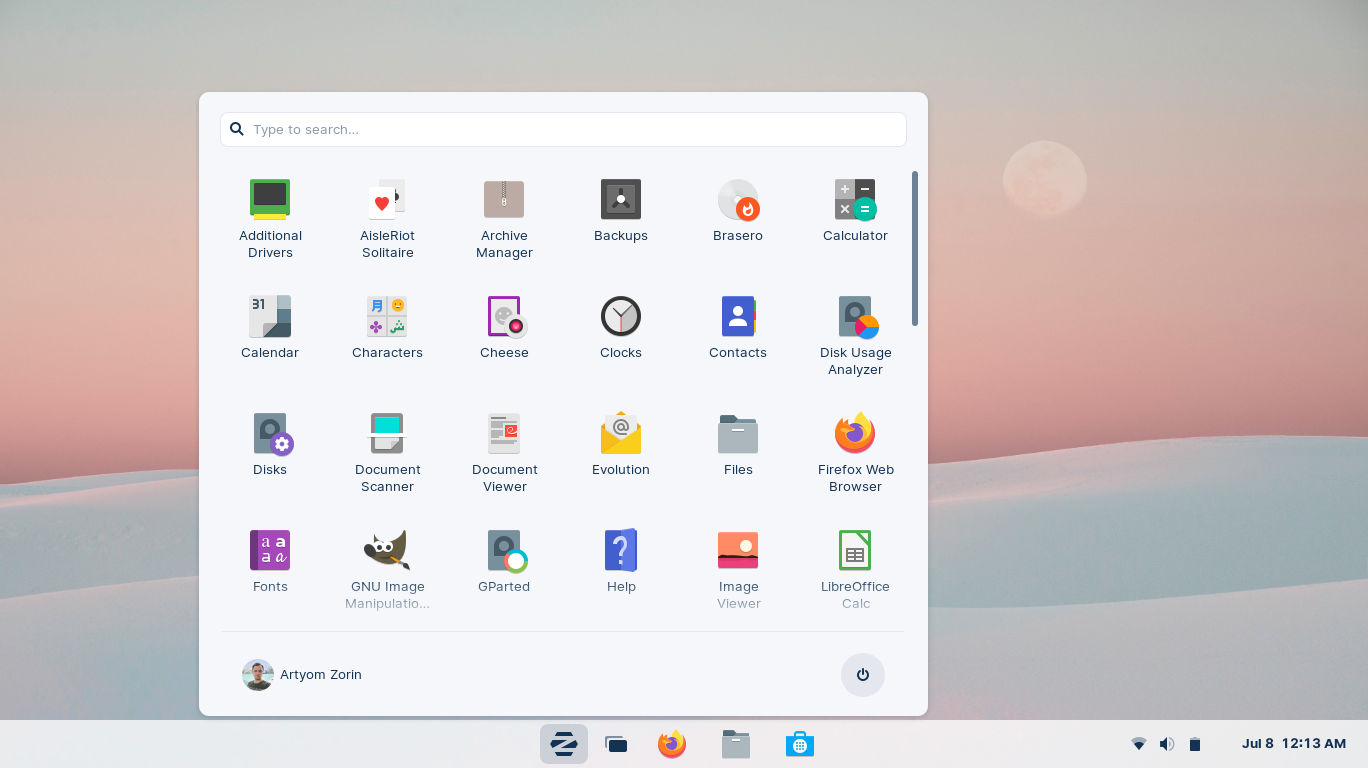 Type to search...
Additional
Drivers
AisleRiot
Solitaire
Archive
Manager
Backups
Brasero
Calculator
31
月
ش
Calendar
Characters
Cheese
Clocks
Contacts
Disk Usage
Analyzer
@
Disks
Document
Scanner
Document
Viewer
Evolution
Files
Firefox Web
Browser
a a
a a
?
Fonts
GNU Image
Manipulatio...
GParted
Help
Image
Viewer
LibreOffice
Calc
Artyom Zorin
Jul 8 12:13 AM